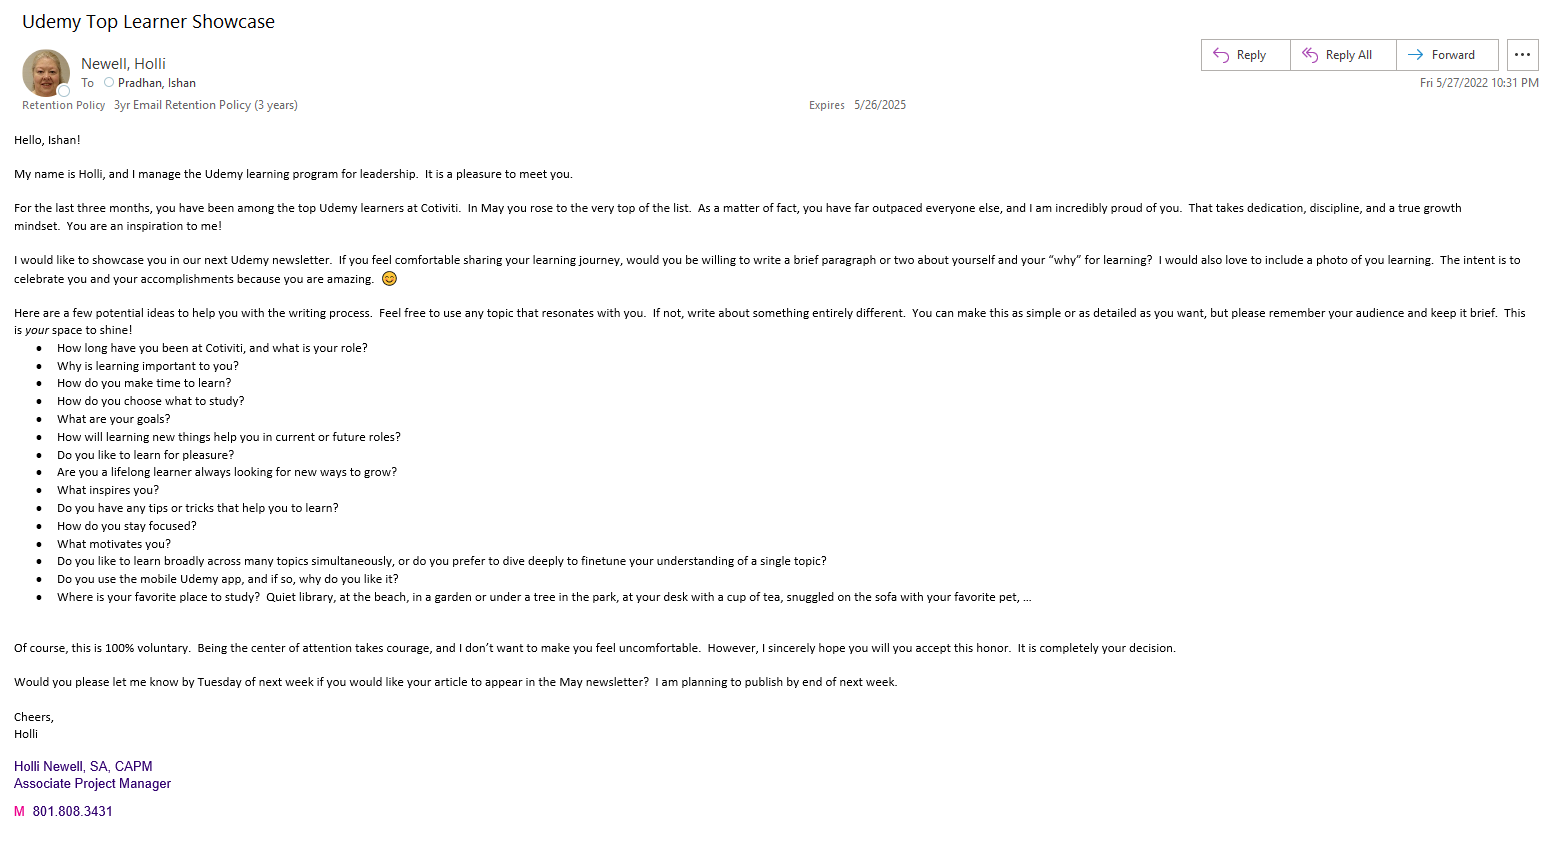 Udemy Top Learner Showcase
Newell, Holli
To Pradhan, Ishan
Reply Reply All Forward ...
Fri 5/27/2022 10:31 PM
Retention Policy 3yr Email Retention Policy (3 years) Expires 5/26/2025
Hello, Ishan!
My name is Holli, and I manage the Udemy learning program for leadership.  It is a pleasure to meet you.
For the last three months, you have been among the top Udemy learners at Cotiviti.  In May you rose to the very top of the list.  As a matter of fact, you have far outpaced everyone else, and I am incredibly proud of you.  That takes dedication, discipline, and a true growth
mindset.  You are an inspiration to me!
I would like to showcase you in our next Udemy newsletter.  If you feel comfortable sharing your learning journey, would you be willing to write a brief paragraph or two about yourself and your “why” for learning?  I would also love to include a photo of you learning.  The intent is to
celebrate you and your accomplishments because you are amazing. 😊
Here are a few potential ideas to help you with the writing process.  Feel free to use any topic that resonates with you.  If not, write about something entirely different.  You can make this as simple or as detailed as you want, but please remember your audience and keep it brief.  This
is your space to shine!
• How long have you been at Cotiviti, and what is your role?
• Why is learning important to you?
• How do you make time to learn?
• How do you choose what to study?
• What are your goals?
• How will learning new things help you in current or future roles?
• Do you like to learn for pleasure?
• Are you a lifelong learner always looking for new ways to grow?
• What inspires you?
• Do you have any tips or tricks that help you to learn?
• How do you stay focused?
• What motivates you?
• Do you like to learn broadly across many topics simultaneously, or do you prefer to dive deeply to finetune your understanding of a single topic?
• Do you use the mobile Udemy app, and if so, why do you like it?
• Where is your favorite place to study?  Quiet library, at the beach, in a garden or under a tree in the park, at your desk with a cup of tea, snuggled on the sofa with your favorite pet, ...
Of course, this is 100% voluntary.  Being the center of attention takes courage, and I don’t want to make you feel uncomfortable.  However, I sincerely hope you will you accept this honor.  It is completely your decision.
Would you please let me know by Tuesday of next week if you would like your article to appear in the May newsletter?  I am planning to publish by end of next week.
Cheers,
Holli
Holli Newell, SA, CAPM
Associate Project Manager
M 801.808.3431